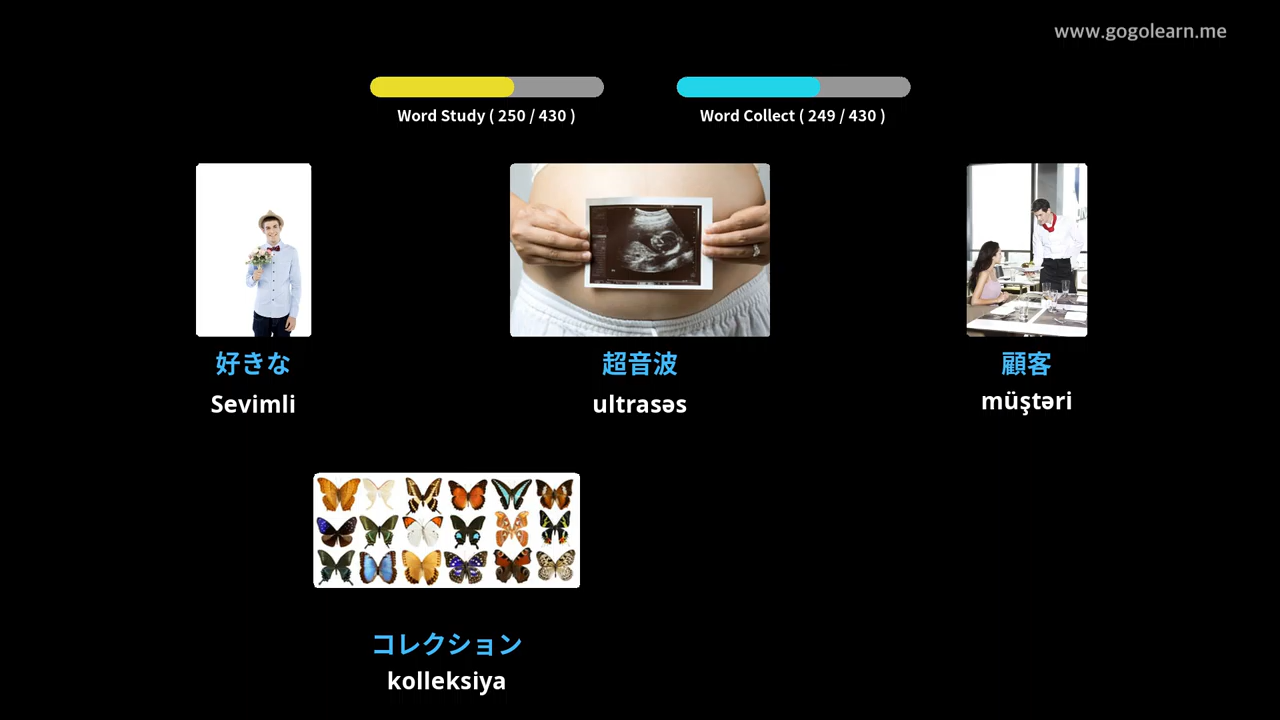 www.gogolearn.me
Word Study ( 250 / 430 )
Word Collect ( 249 / 430 )
好きな
Sevimli
超音波
ultrasəs
顧客
müştəri
コレクション
kolleksiya